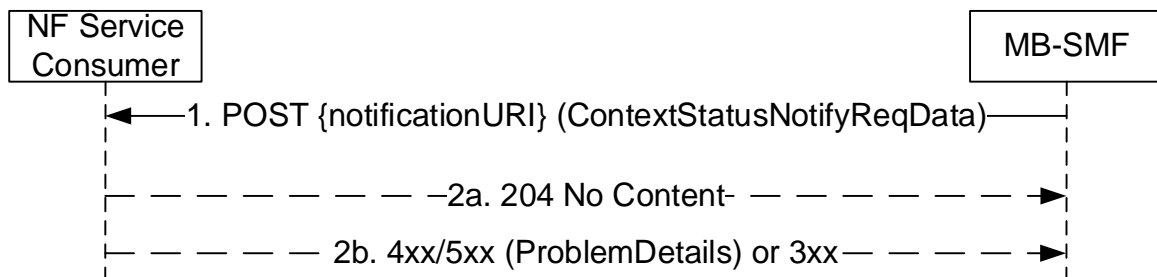 NF Service
Consumer
MB-SMF
1. POST {notificationURI} (ContextStatusNotifyReqData)
2a. 204 No Content
2b. 4xx/5xx (ProblemDetails) or 3xx